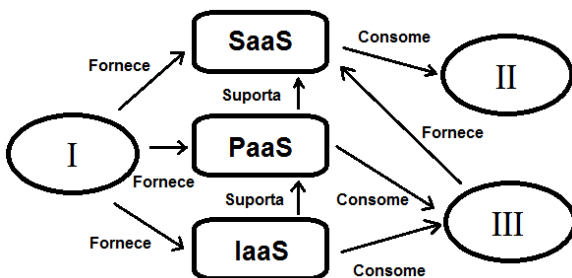 SaaS
Consome
Fornece
II
Suporta
I
Fornece
PaaS
Fornece
Suporta
Consome
III
Fornece
IaaS
Consome